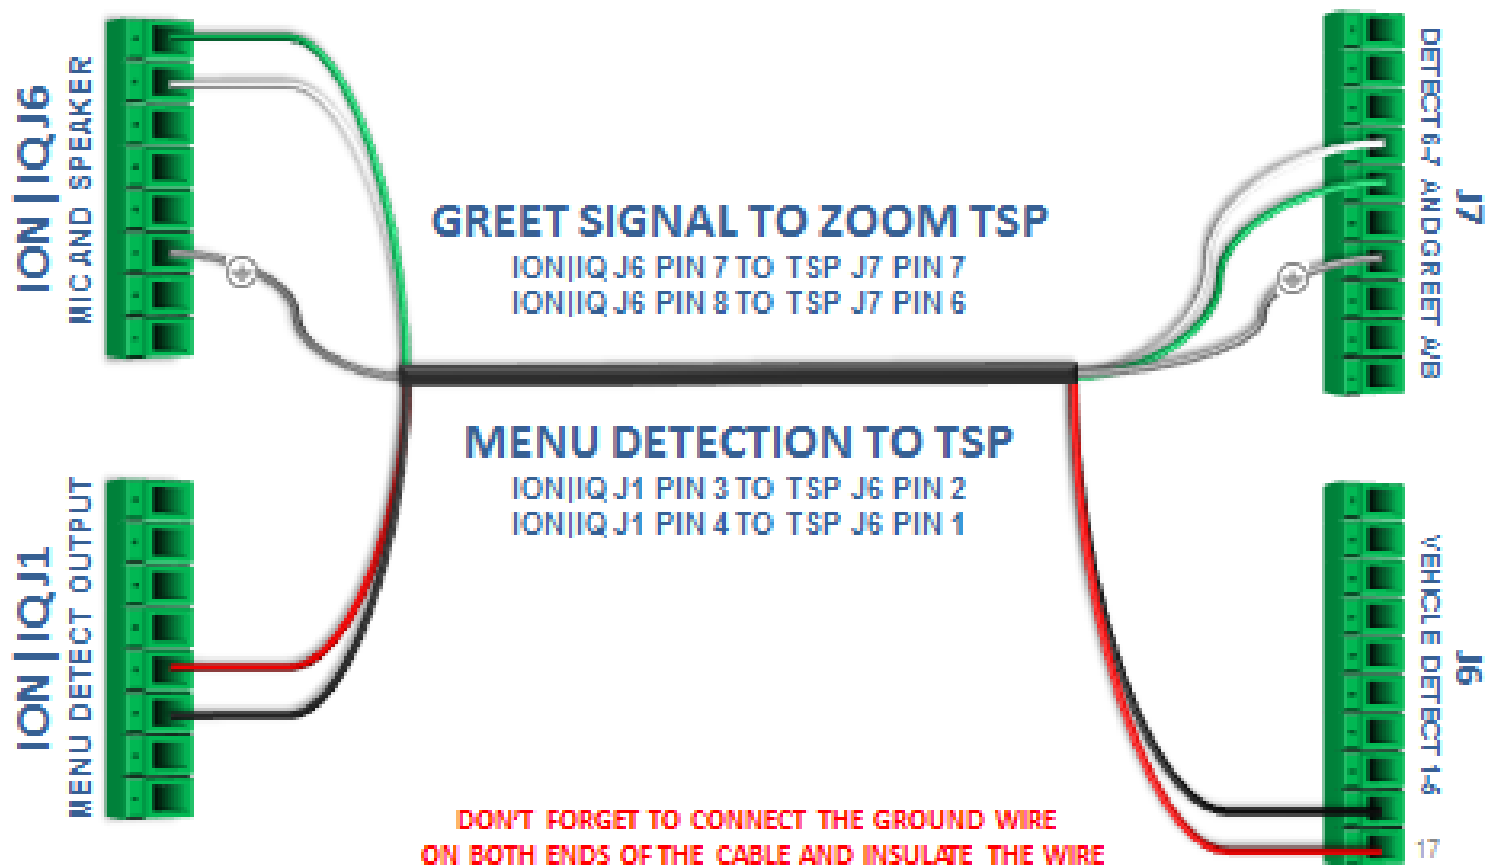 ION|IQ J6
MIC AND SPEAKER
GREET SIGNAL TO ZOOM TSP
ION|IQ J6 PIN 7 TO TSP J7 PIN 7
ION|IQ J6 PIN 8 TO TSP J7 PIN 6
DETECT 6-7 AND GREET A/B
J7
ION|IQ J1
MENU DETECT OUTPUT
MENU DETECTION TO TSP
ION|IQ J1 PIN 3 TO TSP J6 PIN 2
ION|IQ J1 PIN 4 TO TSP J6 PIN 1
VEHICLE DETECT 1-5
J6
DON'T FORGET TO CONNECT THE GROUND WIRE
ON BOTH ENDS OF THE CABLE AND INSULATE THE WIRE
17